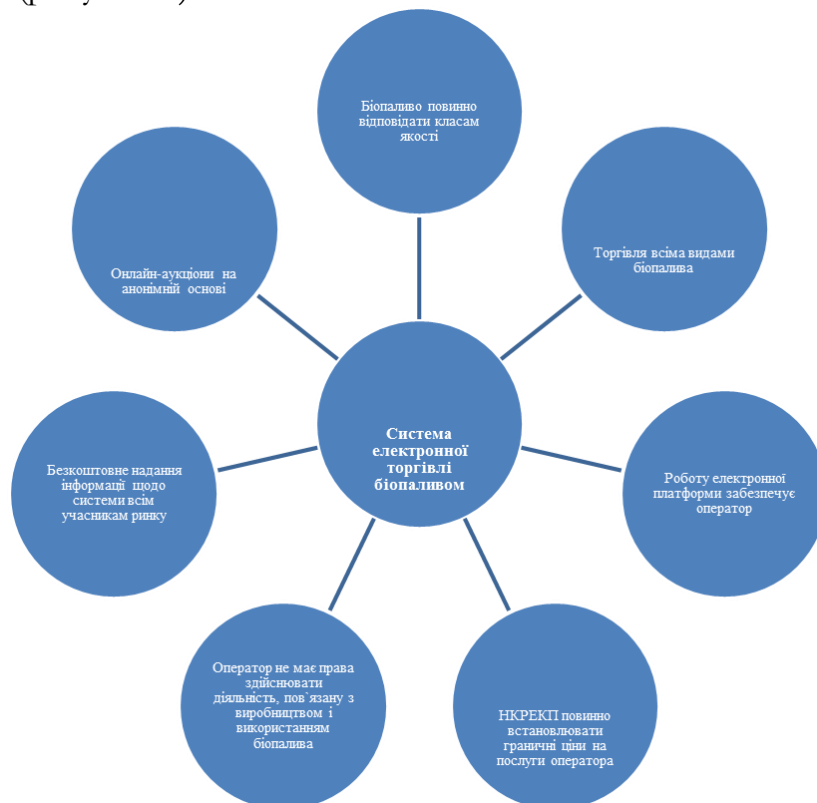 Біопаливо повинно
відповідати класам
якості
Онлайн-аукціони на
анонімній основі
Торгівля всіма видами
біопалива
Система
електронної
торгівлі
біопаливом
Безкоштовне надання
інформації щодо
системи всім
учасникам ринку
Роботу електронної
платформи забезпечує
оператор
Оператор не має права
здійснювати
діяльність, пов`язану з
виробництвом і
використанням
біопалива
НКРЕКП повинно
встановлювати
граничні ціни на
послуги оператора